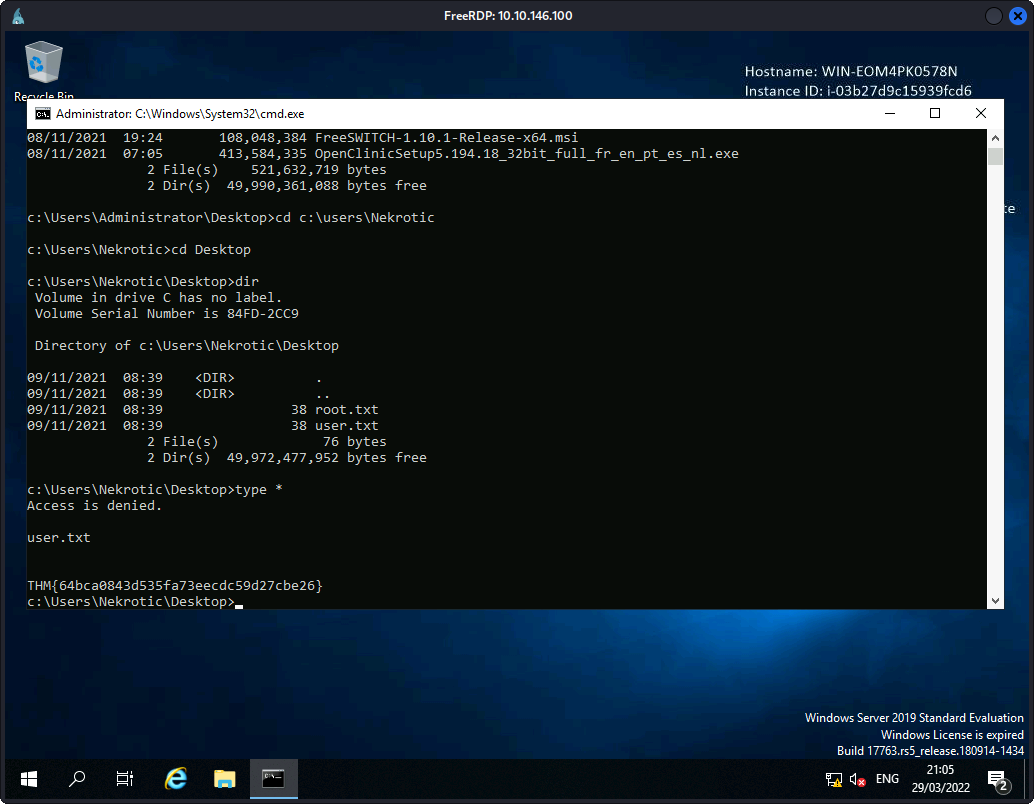 FreeRDP: 10.10.146.100
Recycle Bin
Hostname: WIN-EOM4PK0578N
Instance ID: i-03b27d9c15939fcd6
Administrator: C:\Windows\System32\cmd.exe
08/11/2021  19:24       108,048,384 FreeSWITCH-1.10.1-Release-x64.msi
08/11/2021  07:05       413,584,335 OpenClinicSetup5.194.18_32bit_full_fr_en_pt_es_nl.exe
2 File(s)    521,632,719 bytes
2 Dir(s)  49,990,361,088 bytes free
c:\Users\Administrator\Desktop>cd c:\users\Nekrotic
c:\Users\Nekrotic>cd Desktop
c:\Users\Nekrotic\Desktop>dir
Volume in drive C has no label.
Volume Serial Number is 84FD-2CC9
Directory of c:\Users\Nekrotic\Desktop
09/11/2021  08:39    <DIR>          .
09/11/2021  08:39    <DIR>          ..
09/11/2021  08:39                38 root.txt
09/11/2021  08:39                38 user.txt
2 File(s)             76 bytes
2 Dir(s)  49,972,477,952 bytes free
c:\Users\Nekrotic\Desktop>type *
Access is denied.
user.txt
THM{64bca0843d535fa73eecdc59d27cbe26}
c:\Users\Nekrotic\Desktop>
Windows Server 2019 Standard Evaluation
Windows License is expired
Build 17763.rs5_release.180914-1434
ENG
21:05
29/03/2022
2